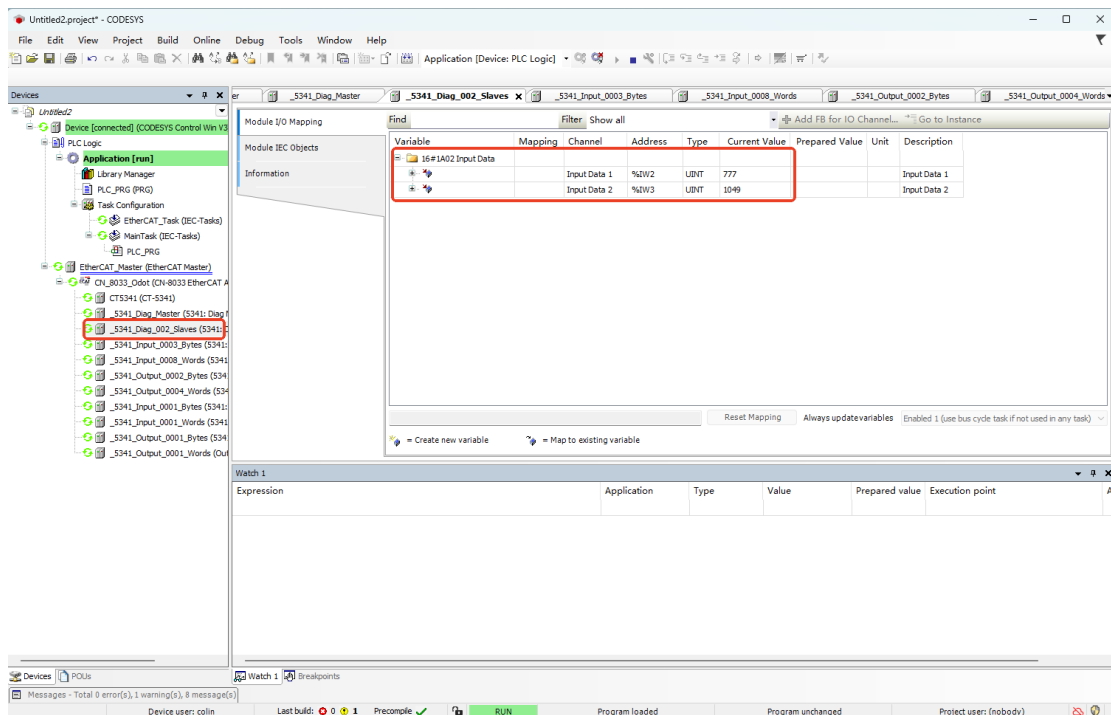 Untitled2.project* - CODESYS
File Edit View Project Build Online Debug Tools Window Help
Application [Device: PLC Logic]
Devices
Untitled2
Device [connected] (CODESYS Control Win V3
PLC Logic
Application [run]
Library Manager
PLC_PRG (PRG)
Task Configuration
EtherCAT_Task (IEC-Tasks)
MainTask (IEC-Tasks)
PLC_PRG
EtherCAT_Master (EtherCAT Master)
CN_8033_Odot (CN-8033 EtherCAT A
CT5341 (CT-5341)
_5341_Diag_Master (5341: Diag
_5341_Diag_002_Slaves (5341:
_5341_Input_0003_Bytes (5341:
_5341_Input_0008_Words (5341
_5341_Output_0002_Bytes (534
_5341_Output_0004_Words (534
_5341_Input_0001_Bytes (5341:
_5341_Input_0001_Words (5341
_5341_Output_0001_Bytes (534
_5341_Output_0001_Words (Out
er _5341_Diag_Master _5341_Diag_002_Slaves _5341_Input_0003_Bytes _5341_Input_0008_Words _5341_Output_0002_Bytes _5341_Output_0004_Words
Module I/O Mapping
Module IEC Objects
Information
Find Filter Show all Add FB for IO Channel... Go to Instance
Variable Mapping Channel Address Type Current Value Prepared Value Unit Description
16#1A02 Input Data
Input Data 1 %IW2 UINT 777 Input Data 1
Input Data 2 %IW3 UINT 1049 Input Data 2
Reset Mapping Always update variables Enabled 1 (use bus cycle task if not used in any task)
= Create new variable = Map to existing variable
Watch 1
Expression Application Type Value Prepared value Execution point A
Devices POUs
Watch 1 Breakpoints
Messages - Total 0 error(s), 1 warning(s), 8 message(s)
Device user: colin Last build: 0 1 Precompile RUN Program loaded Program unchanged Project user: (nobody)